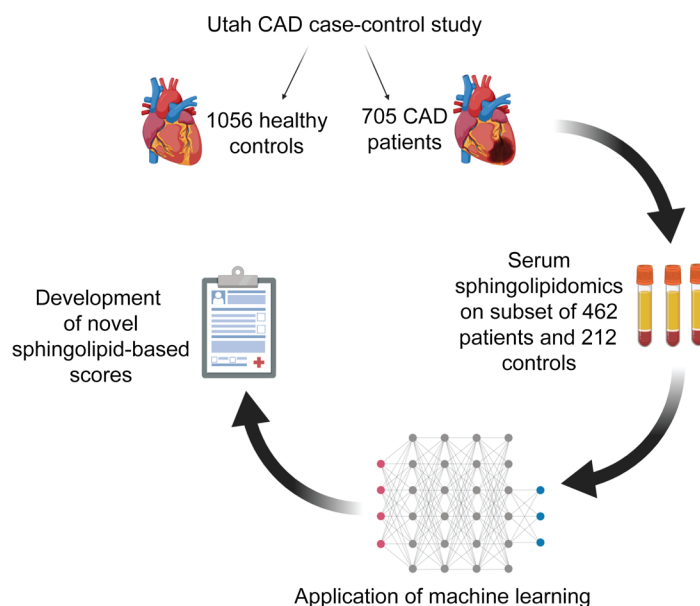 Utah CAD case-control study
1056 healthy
controls
705 CAD
patients
Serum
sphingolipidomics
on subset of 462
patients and 212
controls
Development
of novel
sphingolipid-based
scores
Application of machine learning